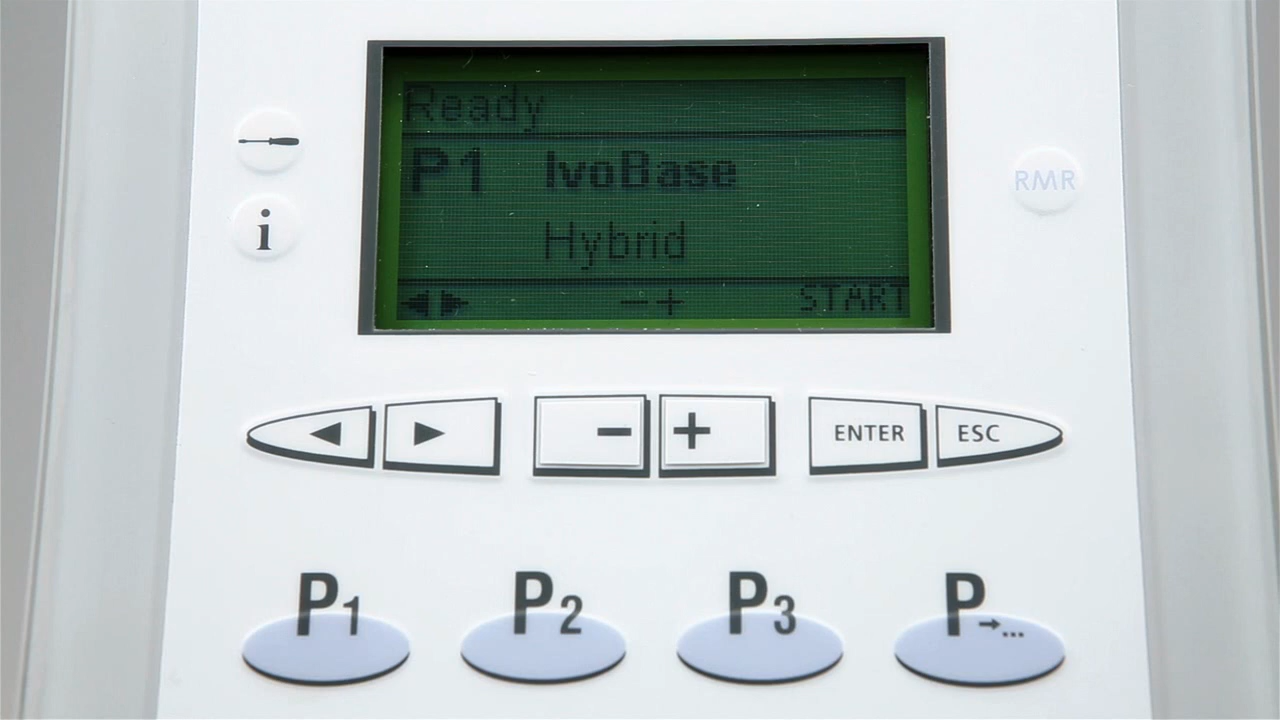 Ready
P1 IvoBase
Hybrid
− + START
i
RMR
− +
ENTER ESC
P1 P2 P3 P→...